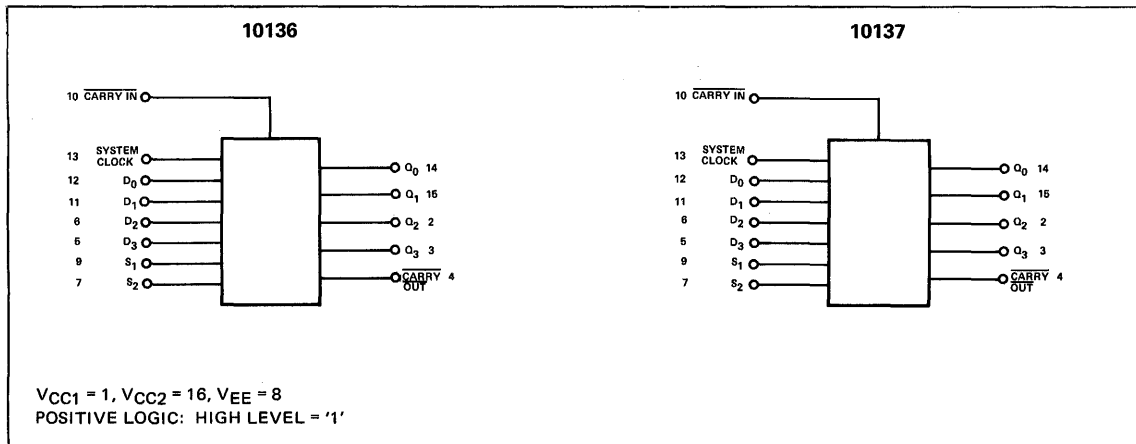 10136
10 CARRY IN
13 SYSTEM CLOCK
12 D0
11 D1
6 D2
5 D3
9 S1
7 S2
Q0 14
Q1 15
Q2 2
Q3 3
CARRY OUT 4
10137
10 CARRY IN
13 SYSTEM CLOCK
12 D0
11 D1
6 D2
5 D3
9 S1
7 S2
Q0 14
Q1 15
Q2 2
Q3 3
CARRY OUT 4
VCC1 = 1, VCC2 = 16, VEE = 8
POSITIVE LOGIC: HIGH LEVEL = '1'